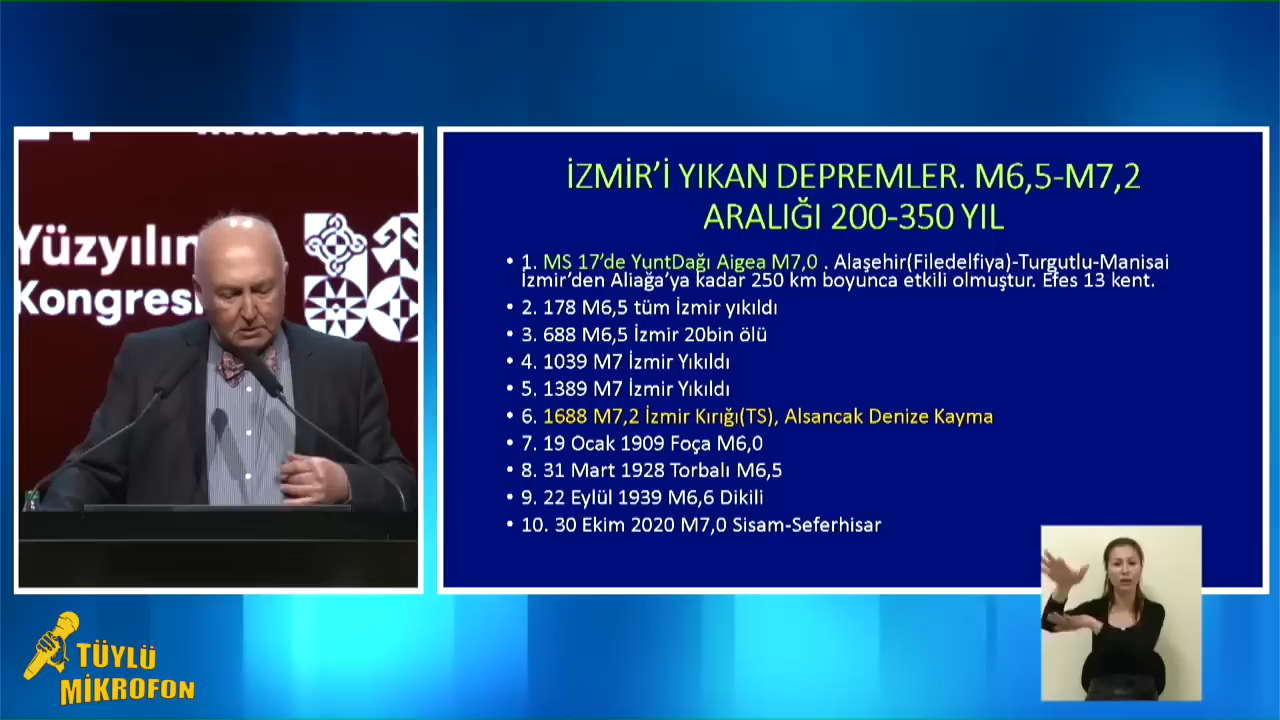 Yüzyılın
Kongresi
İZMİR'İ YIKAN DEPREMLER. M6,5-M7,2
ARALIĞI 200-350 YIL
• 1. MS 17'de YuntDağı Aigea M7,0 . Alaşehir(Filedelfiya)-Turgutlu-Manisai
İzmir'den Aliağa'ya kadar 250 km boyunca etkili olmuştur. Efes 13 kent.
• 2. 178 M6,5 tüm İzmir yıkıldı
• 3. 688 M6,5 İzmir 20bin ölü
• 4. 1039 M7 İzmir Yıkıldı
• 5. 1389 M7 İzmir Yıkıldı
• 6. 1688 M7,2 İzmir Kırığı(TS), Alsancak Denize Kayma
• 7. 19 Ocak 1909 Foça M6,0
• 8. 31 Mart 1928 Torbalı M6,5
• 9. 22 Eylül 1939 M6,6 Dikili
• 10. 30 Ekim 2020 M7,0 Sisam-Seferhisar
TÜYLÜ
MİKROFON